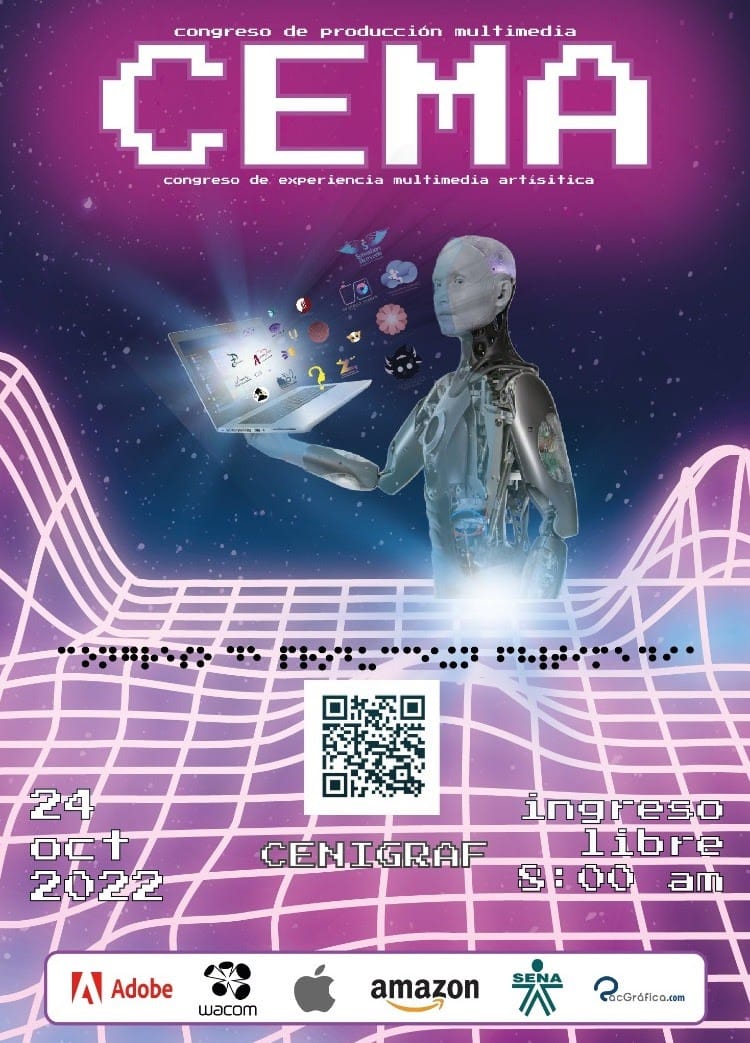 congreso de producción multimedia
CEMA
congreso de experiencia multimedia artísitica
24
oct
2022
CENIGRAF
ingreso
libre
8:00 am
Adobe
wacom
amazon
SENA
PacGráfica.com